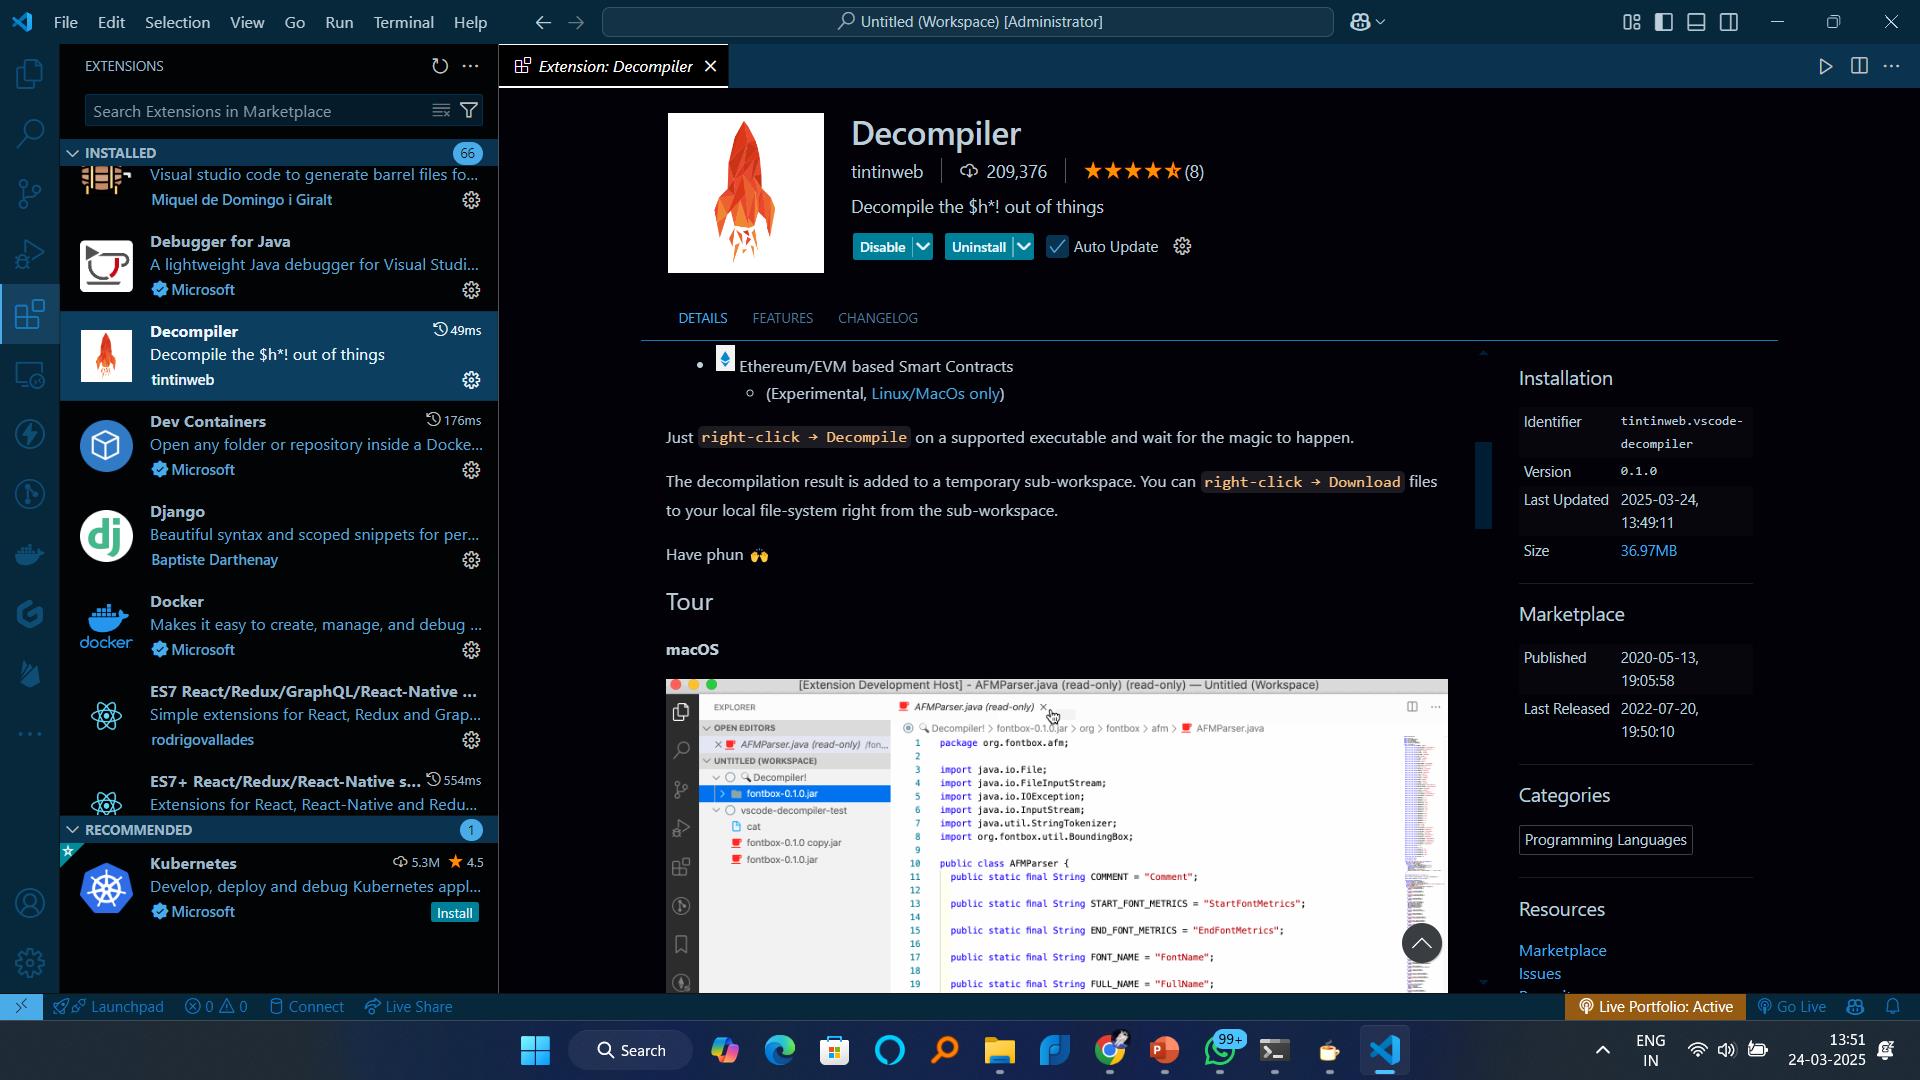 File Edit Selection View Go Run Terminal Help
Untitled (Workspace) [Administrator]
EXTENSIONS
Search Extensions in Marketplace
INSTALLED 66
Visual studio code to generate barrel files fo...
Miquel de Domingo i Giralt
Debugger for Java
A lightweight Java debugger for Visual Studi...
Microsoft
Decompiler 49ms
Decompile the $h*! out of things
tintinweb
Dev Containers 176ms
Open any folder or repository inside a Docke...
Microsoft
Django
Beautiful syntax and scoped snippets for per...
Baptiste Darthenay
Docker
Makes it easy to create, manage, and debug ...
Microsoft
ES7 React/Redux/GraphQL/React-Native ...
Simple extensions for React, Redux and Grap...
rodrigovallades
ES7+ React/Redux/React-Native s... 554ms
Extensions for React, React-Native and Redu...
RECOMMENDED 1
Kubernetes 5.3M 4.5
Develop, deploy and debug Kubernetes appl...
Microsoft Install
dj
docker
Extension: Decompiler
Decompiler
tintinweb 209,376 (8)
Decompile the $h*! out of things
Disable Uninstall Auto Update
DETAILS FEATURES CHANGELOG
• Ethereum/EVM based Smart Contracts
(Experimental, Linux/MacOs only)
Just right-click → Decompile on a supported executable and wait for the magic to happen.
The decompilation result is added to a temporary sub-workspace. You can right-click → Download files
to your local file-system right from the sub-workspace.
Have phun 🙌
Tour
macOS
[Extension Development Host] - AFMParser.java (read-only) (read-only) — Untitled (Workspace)
EXPLORER
OPEN EDITORS
AFMParser.java (read-only) /fon...
UNTITLED (WORKSPACE)
Decompiler!
fontbox-0.1.0.jar
vscode-decompiler-test
cat
fontbox-0.1.0 copy.jar
fontbox-0.1.0.jar
AFMParser.java (read-only)
Decompiler! > fontbox-0.1.0.jar > org > fontbox > afm > AFMParser.java
1 package org.fontbox.afm;
2
3 import java.io.File;
4 import java.io.FileInputStream;
5 import java.io.IOException;
6 import java.io.InputStream;
7 import java.util.StringTokenizer;
8 import org.fontbox.util.BoundingBox;
9
10 public class AFMParser {
11 public static final String COMMENT = "Comment";
12
13 public static final String START_FONT_METRICS = "StartFontMetrics";
14
15 public static final String END_FONT_METRICS = "EndFontMetrics";
16
17 public static final String FONT_NAME = "FontName";
18
19 public static final String FULL_NAME = "FullName";
Installation
Identifier tintinweb.vscode-
decompiler
Version 0.1.0
Last Updated 2025-03-24,
13:49:11
Size 36.97MB
Marketplace
Published 2020-05-13,
19:05:58
Last Released 2022-07-20,
19:50:10
Categories
Programming Languages
Resources
Marketplace
Issues
Launchpad 0 0 Connect Live Share
Live Portfolio: Active Go Live
Search
99+
ENG
IN
13:51
24-03-2025